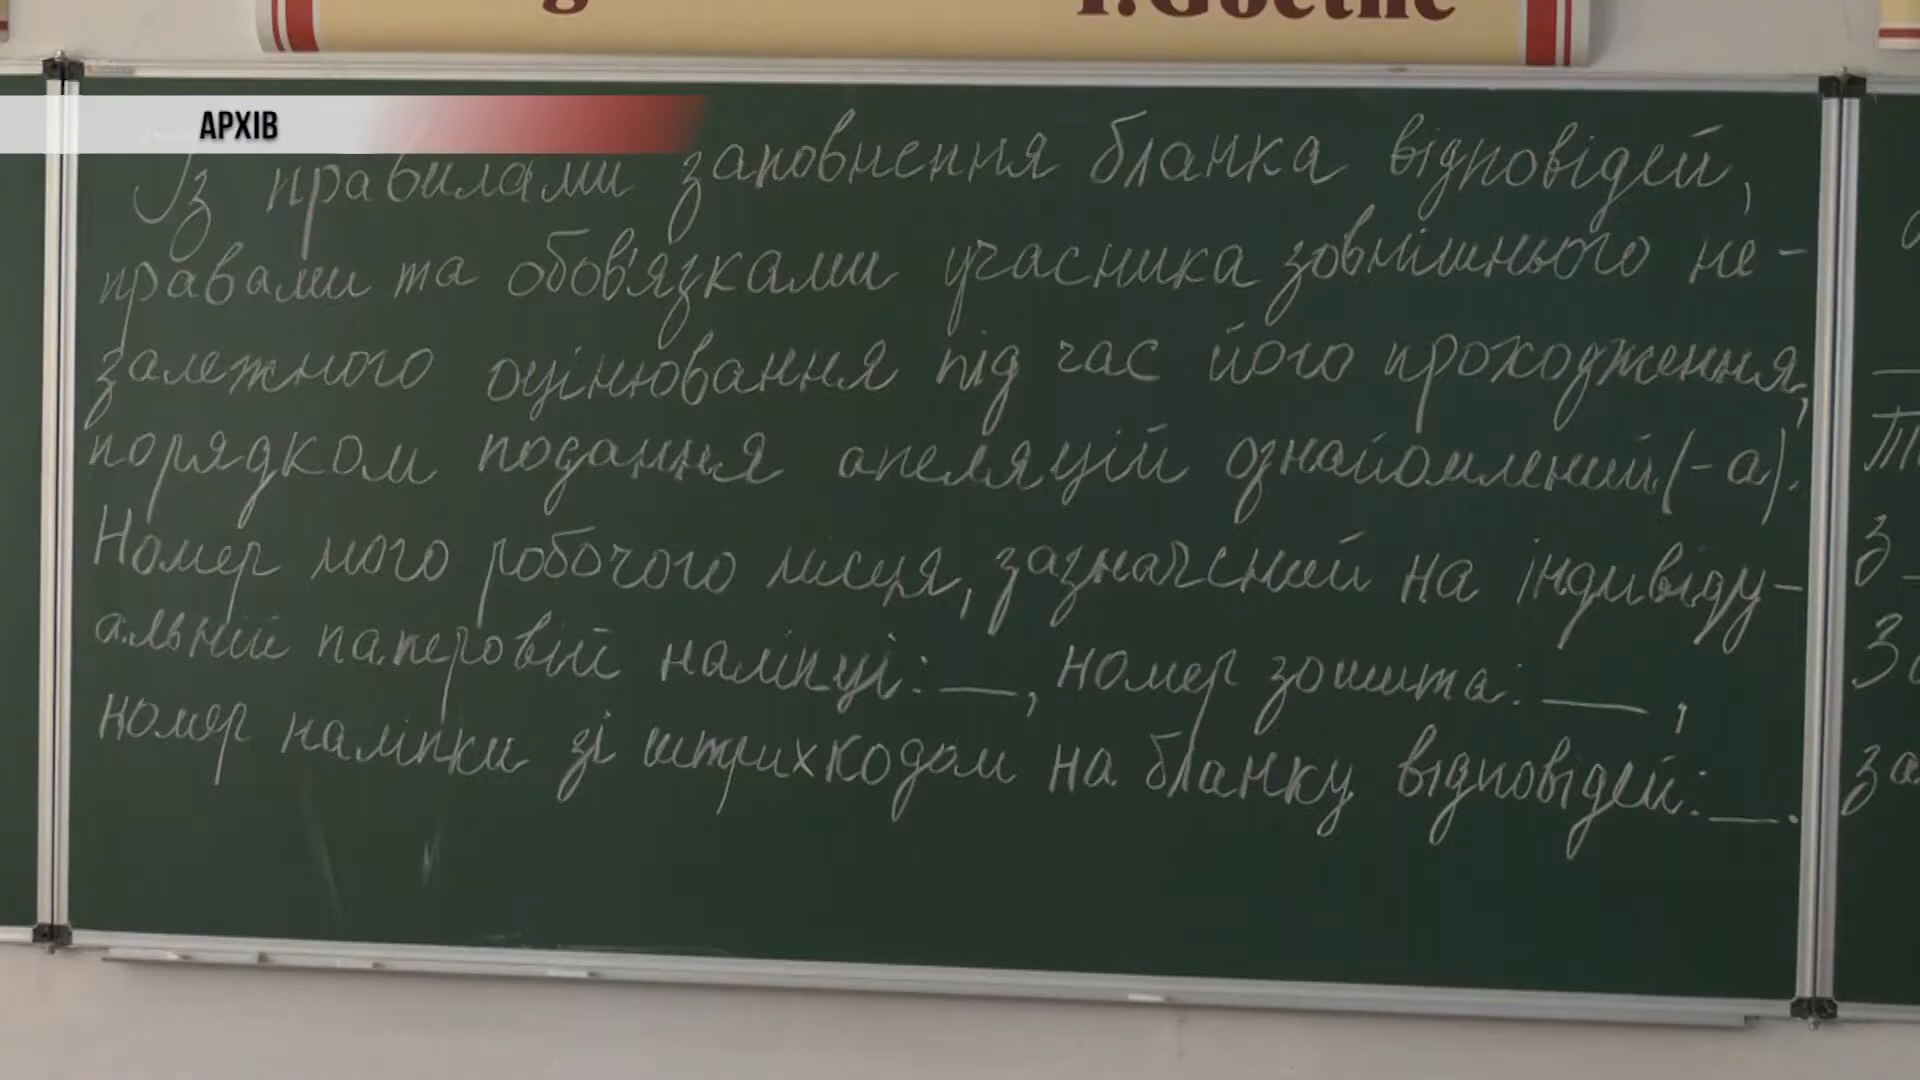 J.Goethe
АРХІВ
Із правилами заповнення бланка відповідей,
правами та обов'язками учасника зовнішнього не-
залежного оцінювання під час його проходження,
порядком подання апеляцій ознайомлений(-а).
Номер мого робочого місця, зазначений на індивіду-
альній паперовій наліпці: __, номер зошита: __,
номер наліпки зі штрихкодом на бланку відповідей: __.